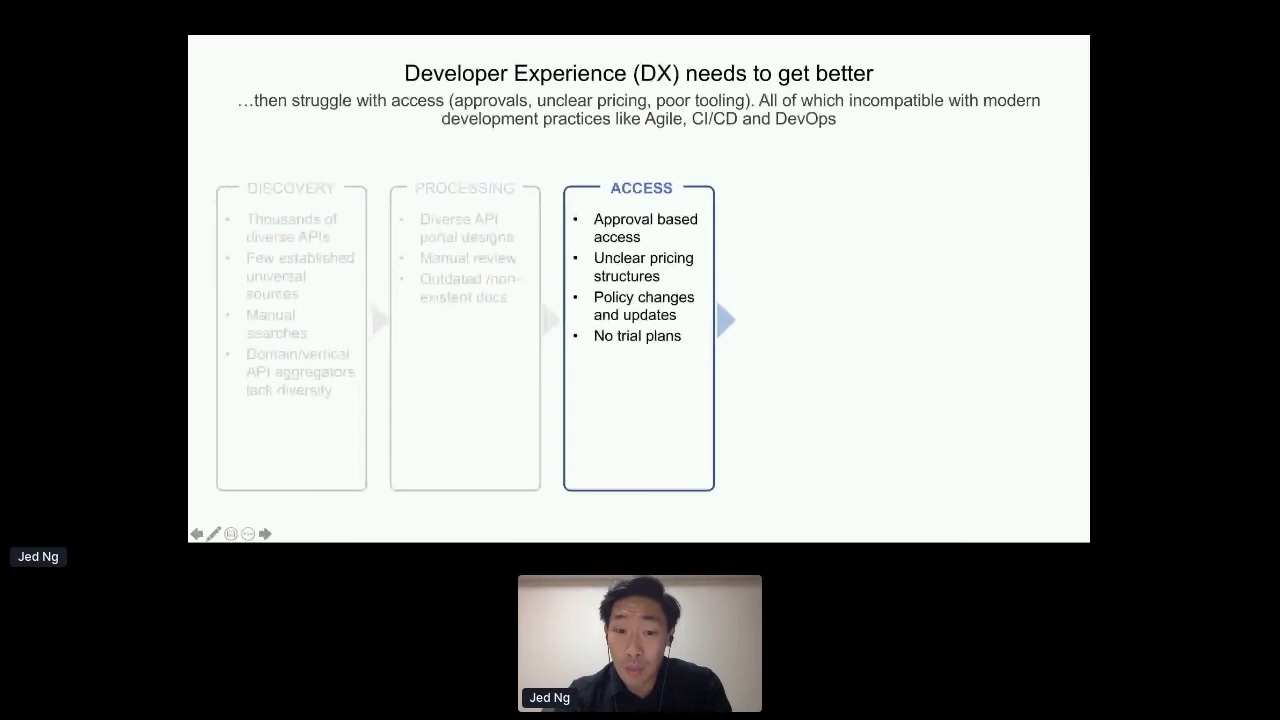 Developer Experience (DX) needs to get better
…then struggle with access (approvals, unclear pricing, poor tooling). All of which incompatible with modern
development practices like Agile, CI/CD and DevOps
DISCOVERY
• Thousands of
diverse APIs
• Few established
universal
sources
• Manual
searches
• Domain/vertical
API aggregators
lack diversity
PROCESSING
• Diverse API
portal designs
• Manual review
• Outdated /non-
existent docs
ACCESS
• Approval based
access
• Unclear pricing
structures
• Policy changes
and updates
• No trial plans
Jed Ng
Jed Ng